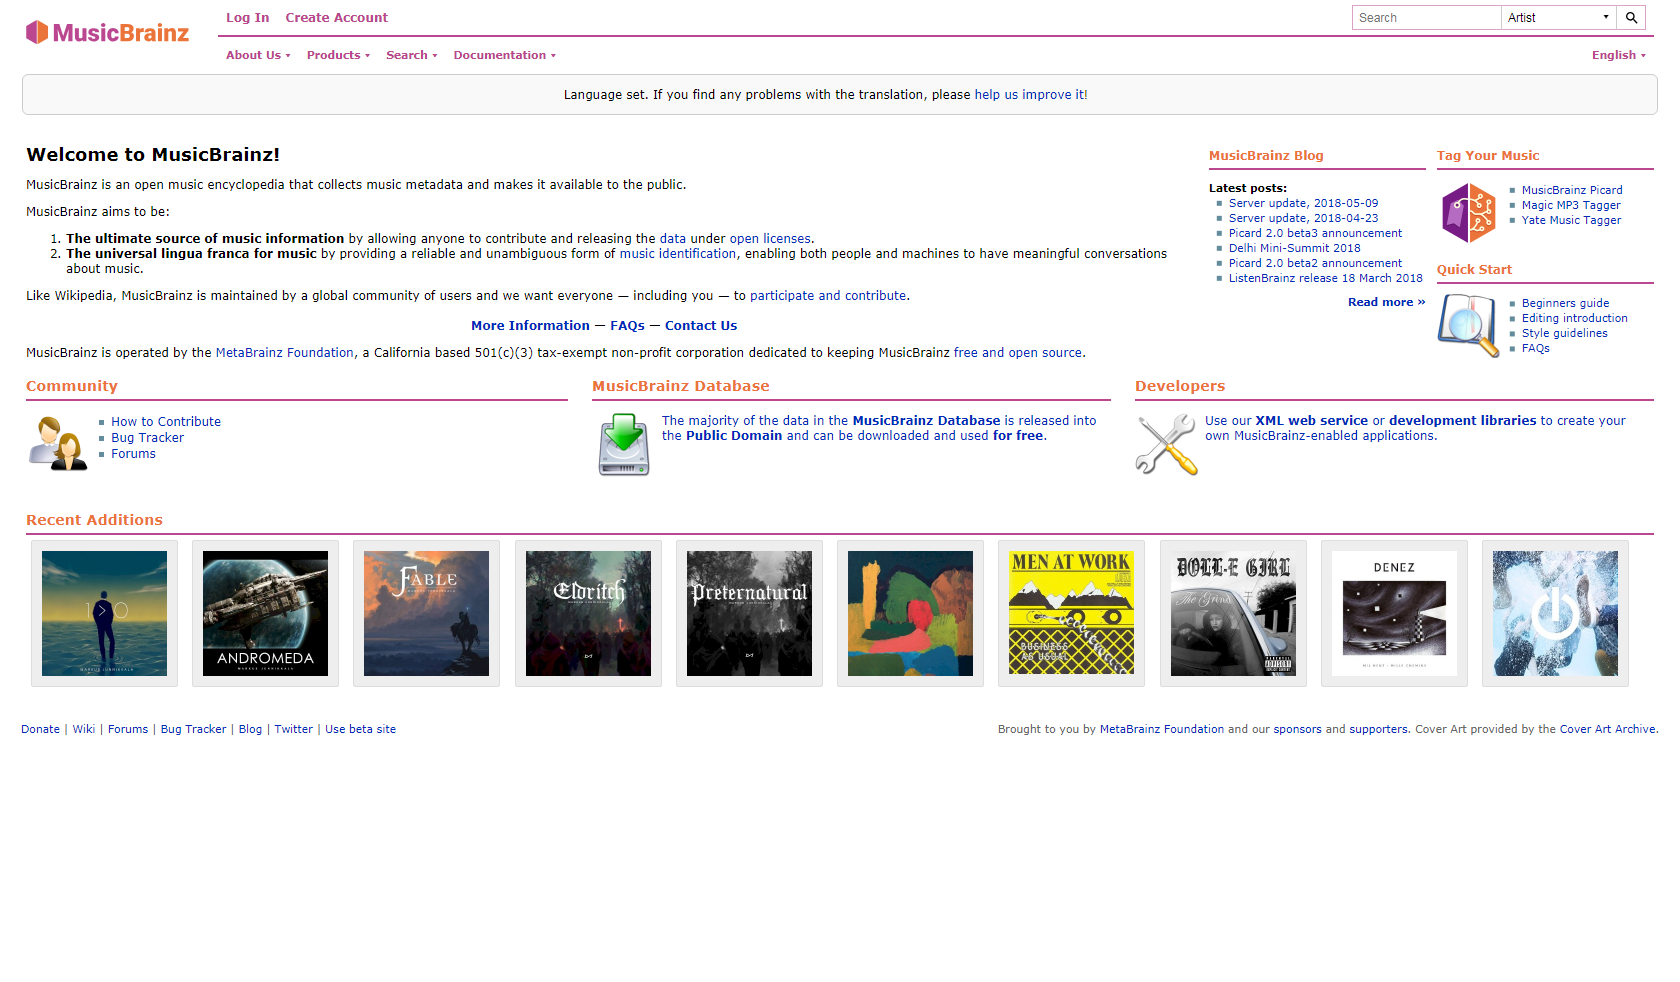 MusicBrainz
Log In Create Account
Search Artist
About Us Products Search Documentation English
Language set. If you find any problems with the translation, please help us improve it!
Welcome to MusicBrainz!
MusicBrainz is an open music encyclopedia that collects music metadata and makes it available to the public.
MusicBrainz aims to be:
1. The ultimate source of music information by allowing anyone to contribute and releasing the data under open licenses.
2. The universal lingua franca for music by providing a reliable and unambiguous form of music identification, enabling both people and machines to have meaningful conversations
about music.
Like Wikipedia, MusicBrainz is maintained by a global community of users and we want everyone — including you — to participate and contribute.
More Information — FAQs — Contact Us
MusicBrainz is operated by the MetaBrainz Foundation, a California based 501(c)(3) tax-exempt non-profit corporation dedicated to keeping MusicBrainz free and open source.
MusicBrainz Blog
Latest posts:
Server update, 2018-05-09
Server update, 2018-04-23
Picard 2.0 beta3 announcement
Delhi Mini-Summit 2018
Picard 2.0 beta2 announcement
ListenBrainz release 18 March 2018
Read more »
Tag Your Music
MusicBrainz Picard
Magic MP3 Tagger
Yate Music Tagger
Quick Start
Beginners guide
Editing introduction
Style guidelines
FAQs
Community
How to Contribute
Bug Tracker
Forums
MusicBrainz Database
The majority of the data in the MusicBrainz Database is released into
the Public Domain and can be downloaded and used for free.
Developers
Use our XML web service or development libraries to create your
own MusicBrainz-enabled applications.
Recent Additions
MARKUS JUNNIKKALA
ANDROMEDA
MARKUS JUNNIKKALA
FABLE
MARKUS JUNNIKKALA
Eldritch
MARKUS JUNNIKKALA
Preternatural
MARKUS JUNNIKKALA
MEN AT WORK
BUSINESS
AS USUAL
DOLL-E GIRL
The Grind
PARENTAL
ADVISORY
EXPLICIT CONTENT
DENEZ
Donate | Wiki | Forums | Bug Tracker | Blog | Twitter | Use beta site
Brought to you by MetaBrainz Foundation and our sponsors and supporters. Cover Art provided by the Cover Art Archive.